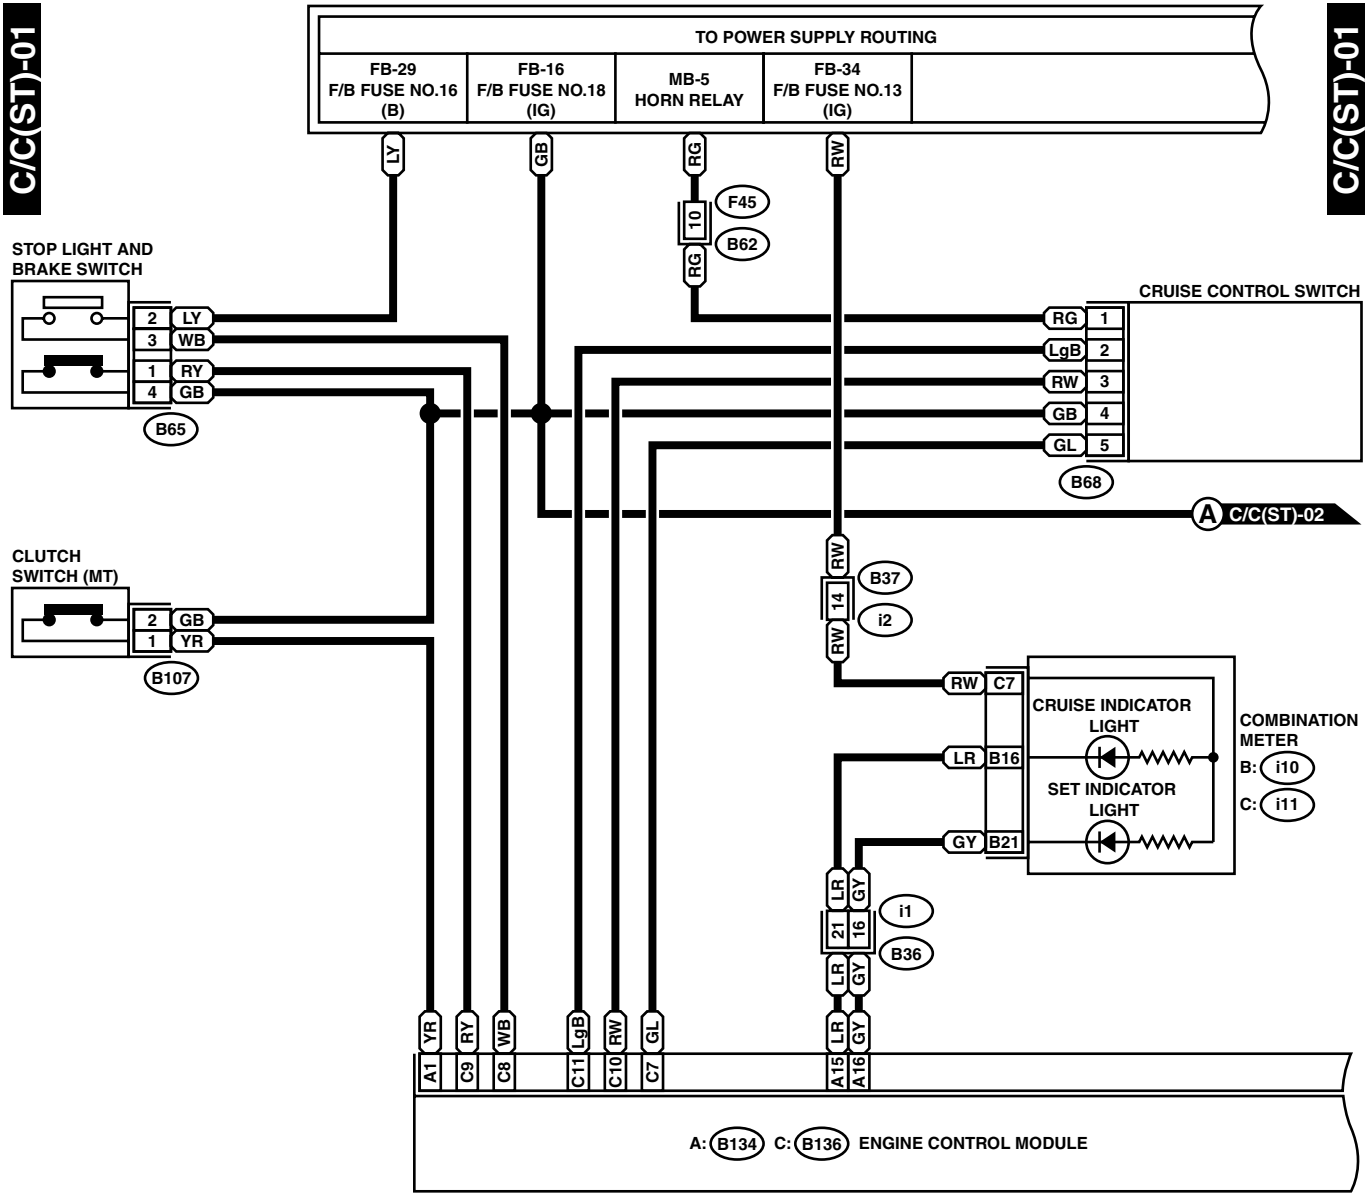 C/C(ST)-01
C/C(ST)-01
TO POWER SUPPLY ROUTING
FB-29
F/B FUSE NO.16
(B)
FB-16
F/B FUSE NO.18
(IG)
MB-5
HORN RELAY
FB-34
F/B FUSE NO.13
(IG)
LY
GB
RG
RW
10
F45
B62
RG
STOP LIGHT AND
BRAKE SWITCH
2 LY
3 WB
1 RY
4 GB
B65
CRUISE CONTROL SWITCH
RG 1
LgB 2
RW 3
GB 4
GL 5
B68
A C/C(ST)-02
CLUTCH
SWITCH (MT)
2 GB
1 YR
B107
RW
14
B37
i2
RW
RW C7
LR B16
GY B21
CRUISE INDICATOR
LIGHT
SET INDICATOR
LIGHT
COMBINATION
METER
B: i10
C: i11
LR GY
21 16
i1
B36
LR GY
YR RY WB LgB RW GL LR GY
A1 C9 C8 C11 C10 C7 A15 A16
A: B134 C: B136 ENGINE CONTROL MODULE